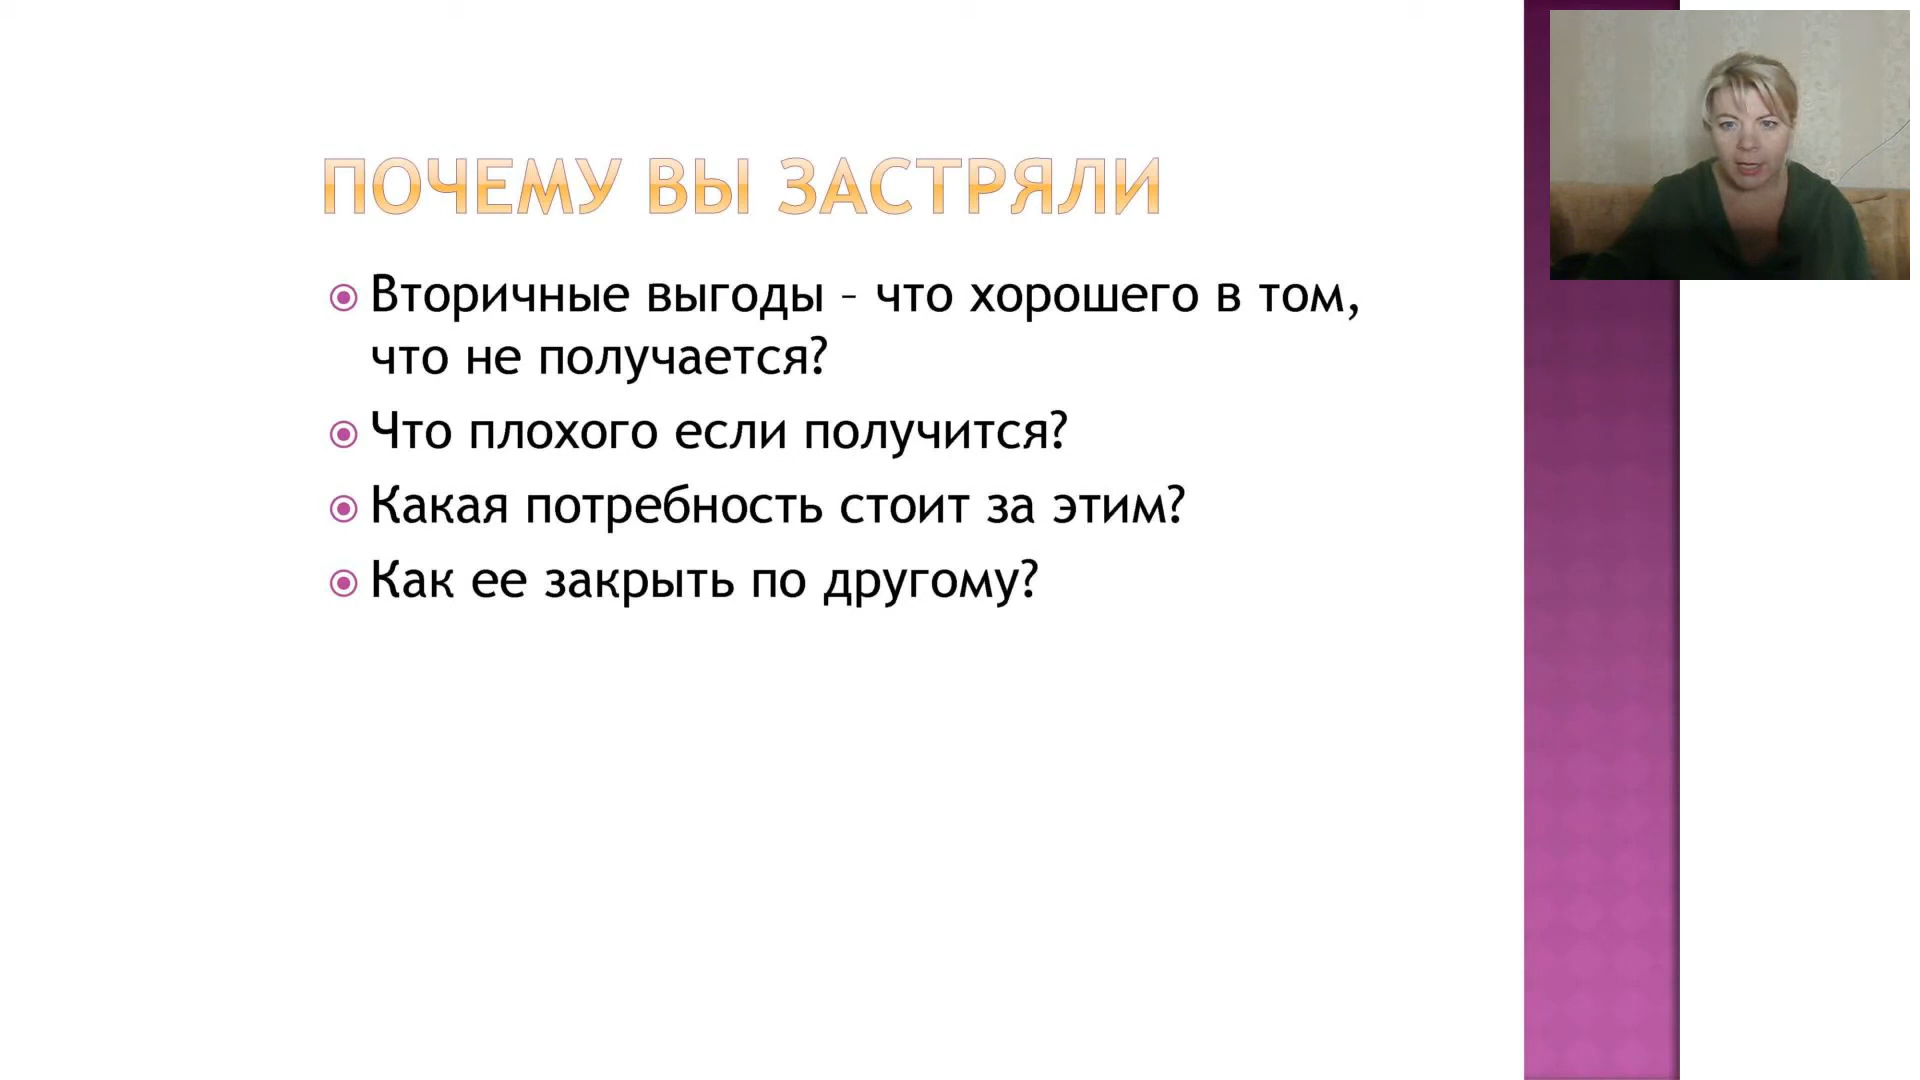 ПОЧЕМУ ВЫ ЗАСТРЯЛИ
Вторичные выгоды – что хорошего в том,
что не получается?
Что плохого если получится?
Какая потребность стоит за этим?
Как ее закрыть по другому?